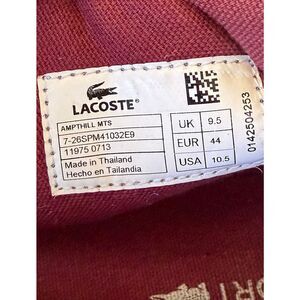 LACOSTE
AMPTHILL MTS
7-26SPM41032E9
11975 0713
Made in Thailand
Hecho en Tailandia
UK 9.5
EUR 44
USA 10.5
0142504253
ORT